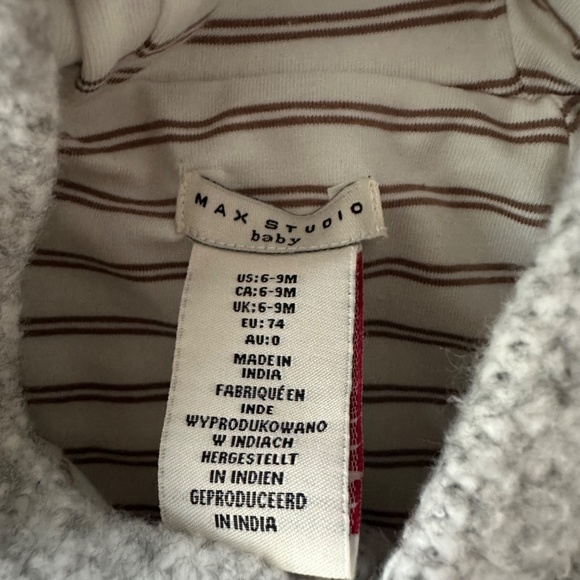 MAX STUDIO
baby
US:6-9M
CA:6-9M
UK:6-9M
EU:74
AU:0
MADE IN
INDIA
FABRIQUÉ EN
INDE
WYPRODUKOWANO
W INDIACH
HERGESTELLT
IN INDIEN
GEPRODUCEERD
IN INDIA